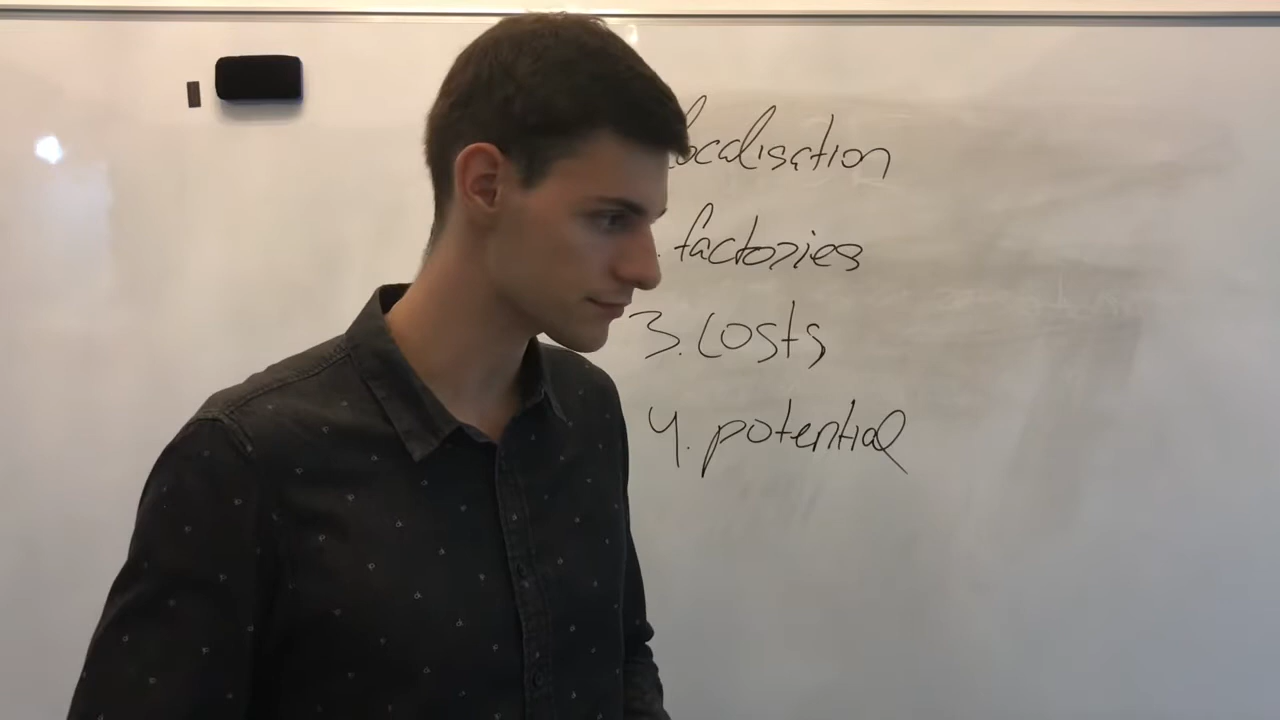 localisation
. factories
3. costs
4. potential